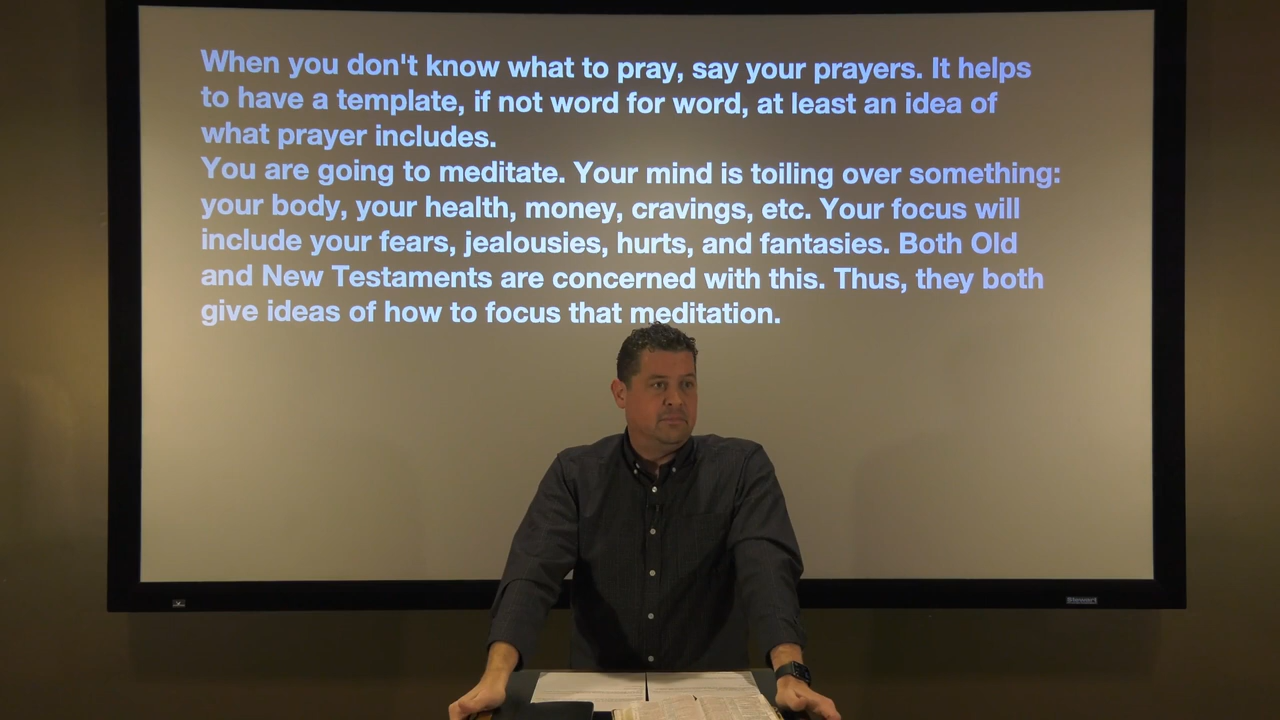 When you don't know what to pray, say your prayers. It helps
to have a template, if not word for word, at least an idea of
what prayer includes.
You are going to meditate. Your mind is toiling over something:
your body, your health, money, cravings, etc. Your focus will
include your fears, jealousies, hurts, and fantasies. Both Old
and New Testaments are concerned with this. Thus, they both
give ideas of how to focus that meditation.
Stewart